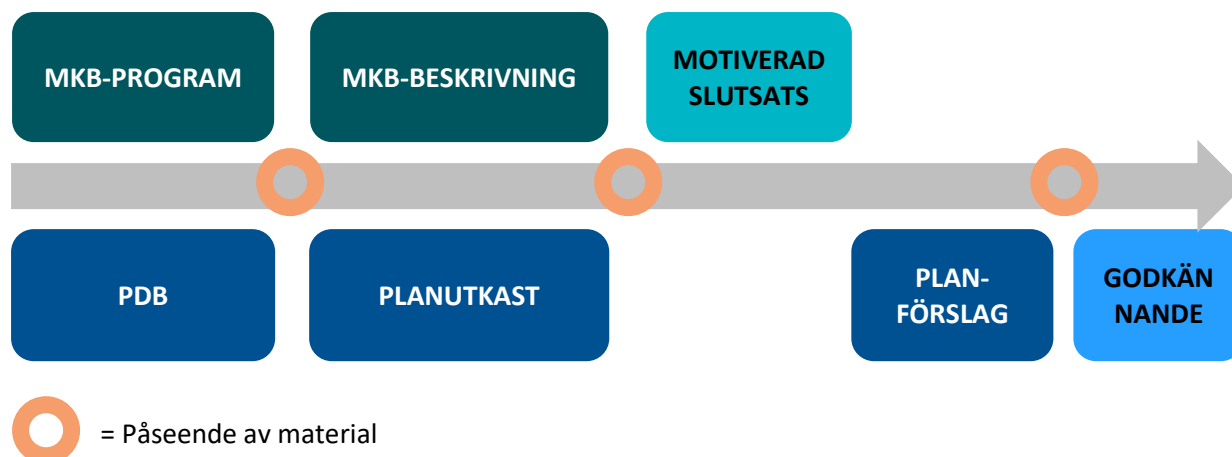 MKB-PROGRAM
MKB-BESKRIVNING
MOTIVERAD
SLUTSATS
PDB
PLANUTKAST
PLAN-
FÖRSLAG
GODKÄN
NANDE
= Påseende av material